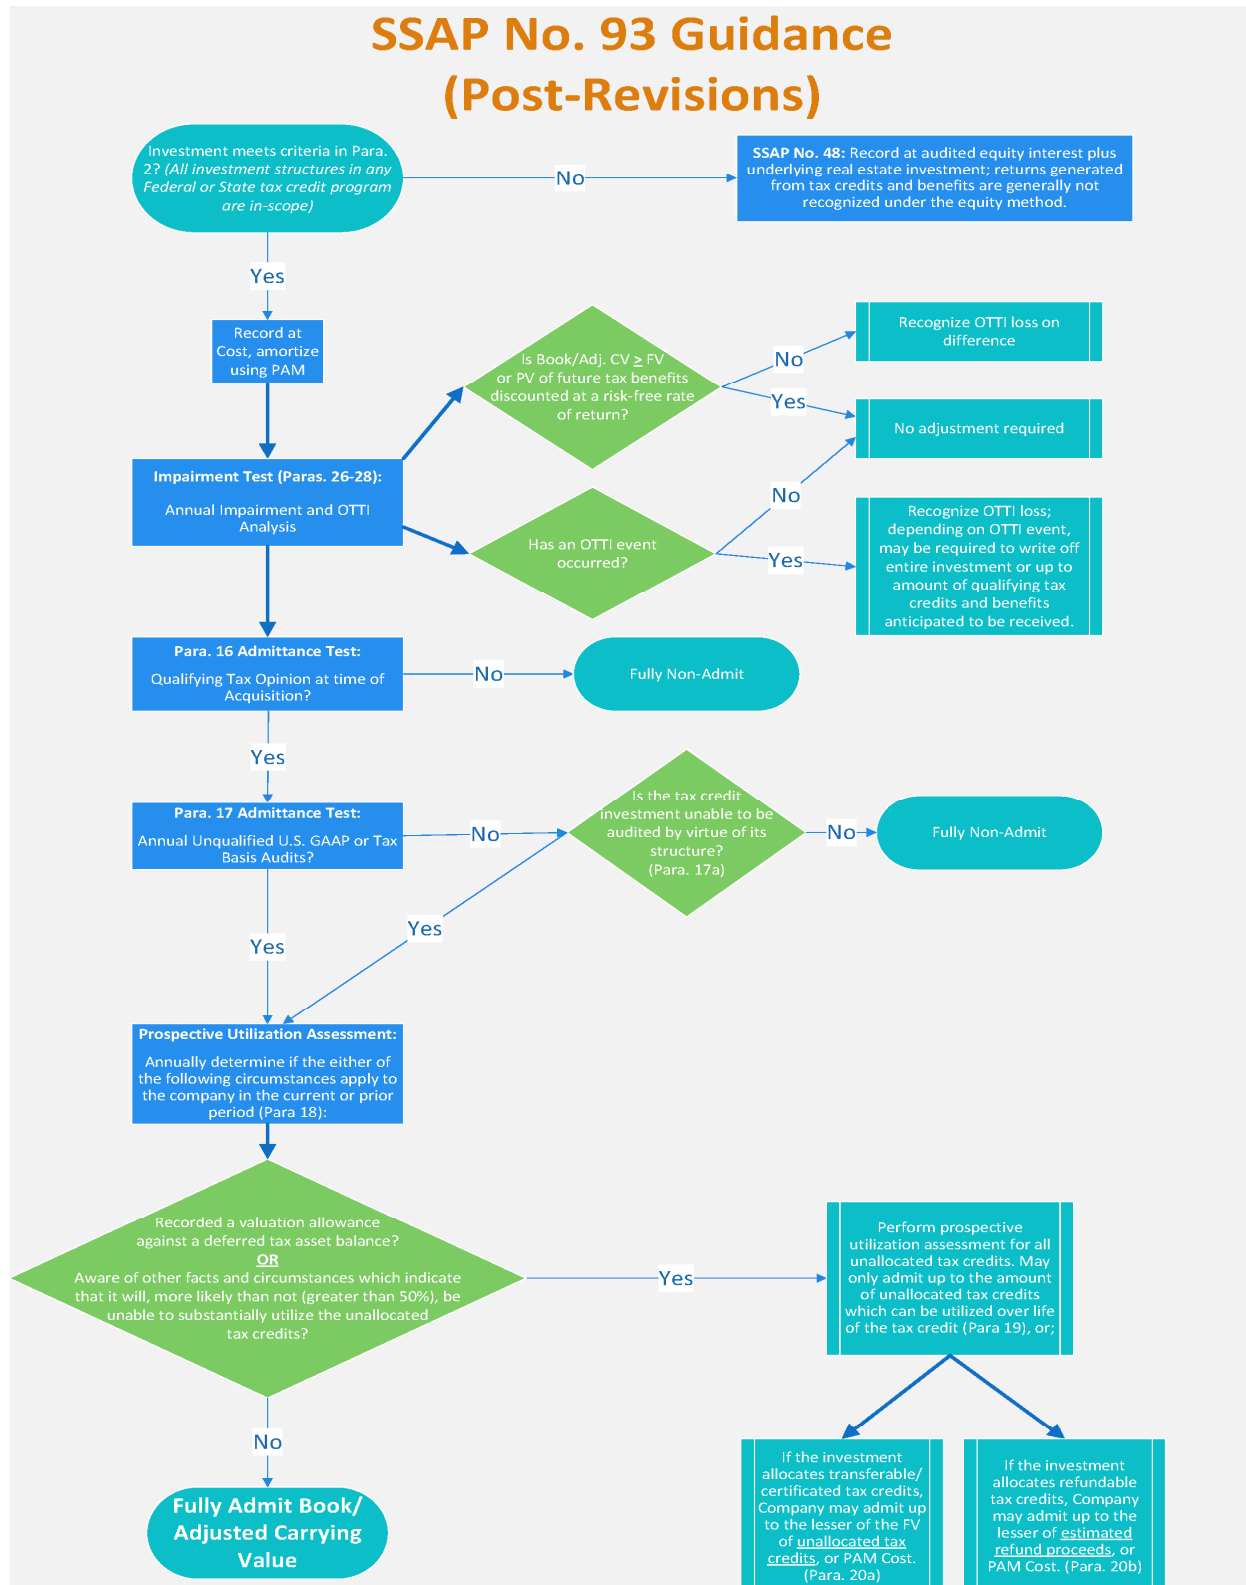 SSAP No. 93 Guidance
(Post-Revisions)
Investment meets criteria in Para.
2? (All investment structures in any
Federal or State tax credit program
are in-scope)
No
SSAP No. 48: Record at audited equity interest plus
underlying real estate investment; returns generated
from tax credits and benefits are generally not
recognized under the equity method.
Yes
Record at
Cost, amortize
using PAM
Is Book/Adj. CV ≥ FV
or PV of future tax benefits
discounted at a risk-free rate
of return?
No
Recognize OTTI loss on
difference
Yes
No adjustment required
Impairment Test (Paras. 26-28):
Annual Impairment and OTTI
Analysis
Has an OTTI event
occurred?
No
Yes
Recognize OTTI loss;
depending on OTTI event,
may be required to write off
entire investment or up to
amount of qualifying tax
credits and benefits
anticipated to be received.
Para. 16 Admittance Test:
Qualifying Tax Opinion at time of
Acquisition?
No
Fully Non-Admit
Yes
Para. 17 Admittance Test:
Annual Unqualified U.S. GAAP or Tax
Basis Audits?
No
Is the tax credit
investment unable to be
audited by virtue of its
structure?
(Para. 17a)
No
Fully Non-Admit
Yes
Yes
Prospective Utilization Assessment:
Annually determine if the either of
the following circumstances apply to
the company in the current or prior
period (Para 18):
Recorded a valuation allowance
against a deferred tax asset balance?
OR
Aware of other facts and circumstances which indicate
that it will, more likely than not (greater than 50%), be
unable to substantially utilize the unallocated
tax credits?
Yes
Perform prospective
utilization assessment for all
unallocated tax credits. May
only admit up to the amount
of unallocated tax credits
which can be utilized over life
of the tax credit (Para 19), or;
No
Fully Admit Book/
Adjusted Carrying
Value
If the investment
allocates transferable/
certificated tax credits,
Company may admit up
to the lesser of the FV
of unallocated tax
credits, or PAM Cost.
(Para. 20a)
If the investment
allocates refundable
tax credits, Company
may admit up to the
lesser of estimated
refund proceeds, or
PAM Cost. (Para. 20b)